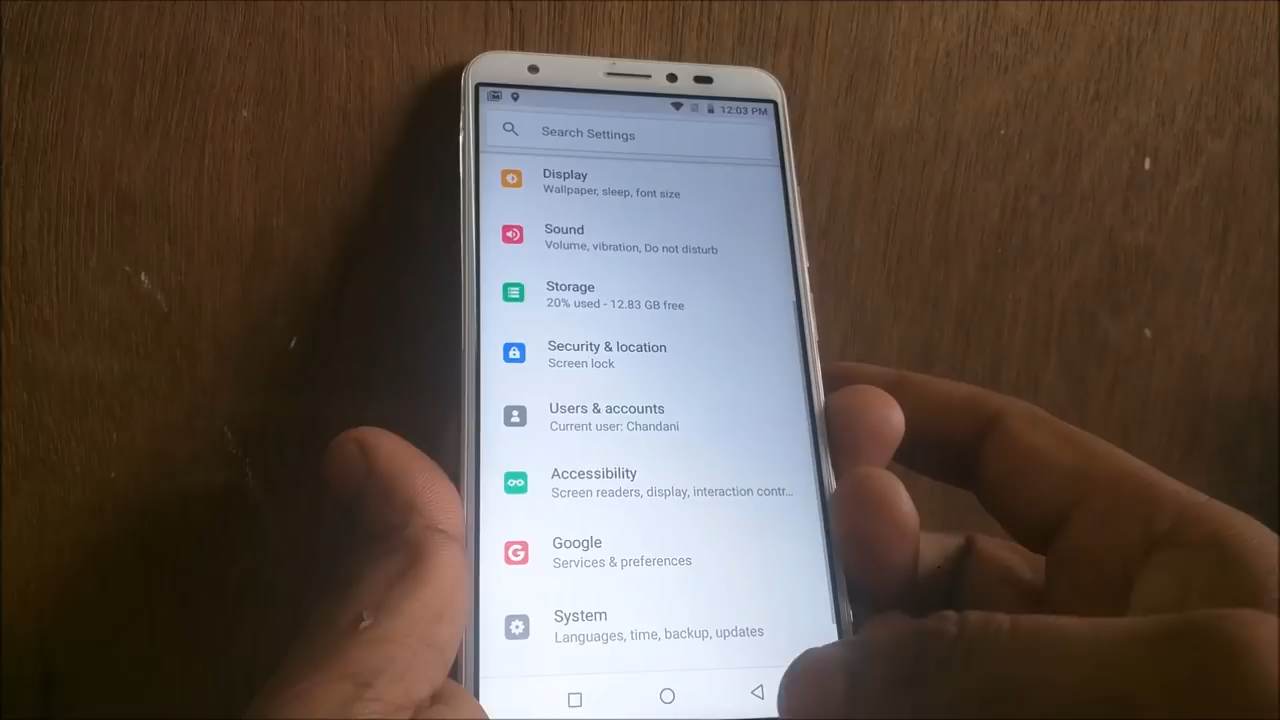 12:03 PM
Search Settings
Display
Wallpaper, sleep, font size
Sound
Volume, vibration, Do not disturb
Storage
20% used - 12.83 GB free
Security & location
Screen lock
Users & accounts
Current user: Chandani
Accessibility
Screen readers, display, interaction contr...
G
Google
Services & preferences
System
Languages, time, backup, updates